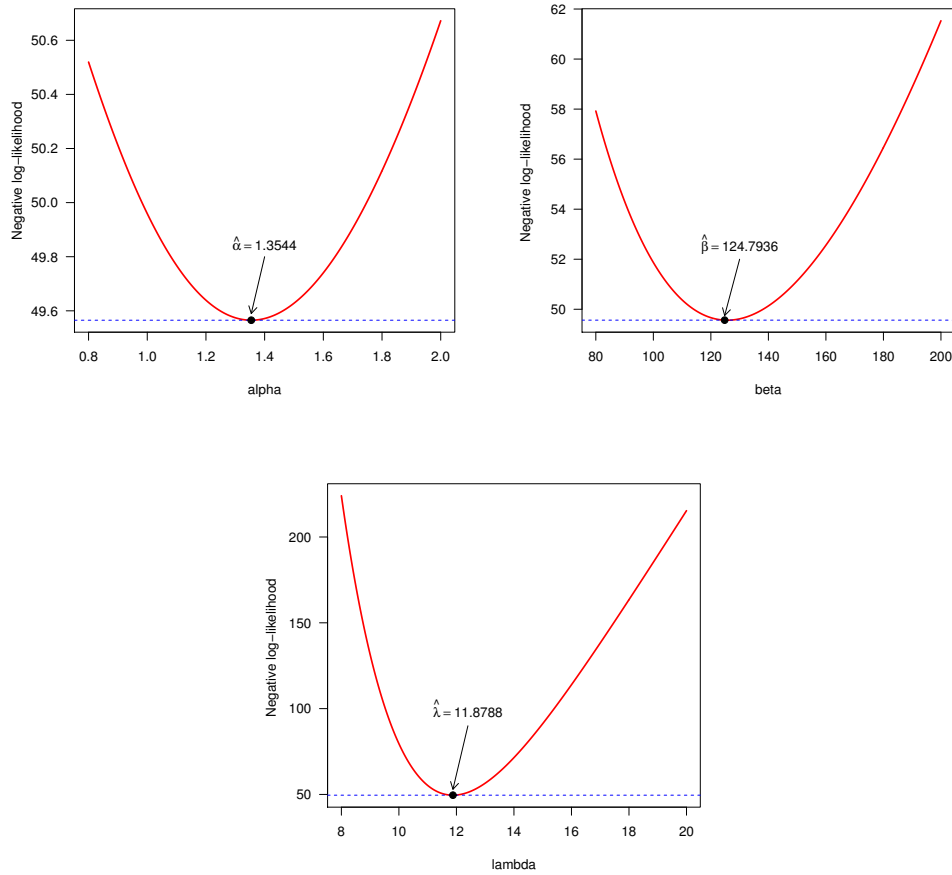 Negative log−likelihood
50.6
50.4
50.2
50.0
49.8
49.6
α̂ = 1.3544
0.8 1.0 1.2 1.4 1.6 1.8 2.0
alpha
Negative log−likelihood
62
60
58
56
54
52
50
β̂ = 124.7936
80 100 120 140 160 180 200
beta
Negative log−likelihood
200
150
100
50
λ̂ = 11.8788
8 10 12 14 16 18 20
lambda